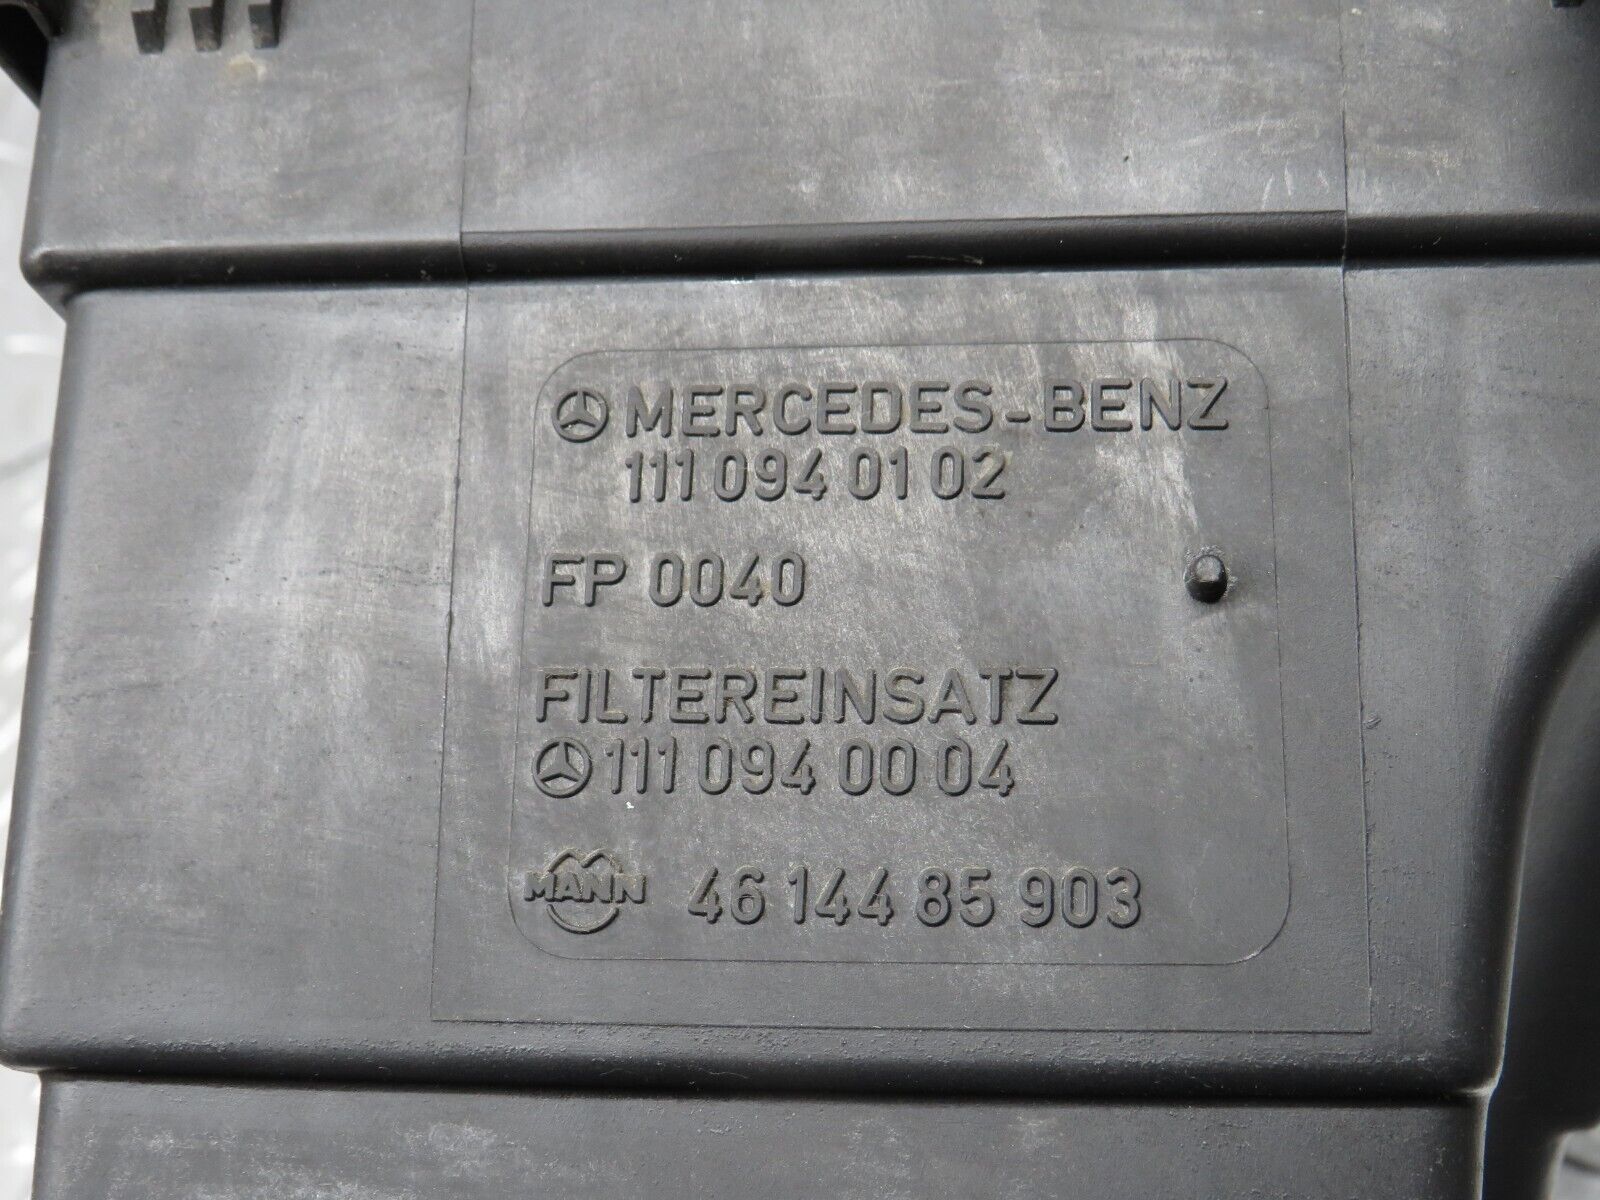 MERCEDES-BENZ
111 094 01 02
FP 0040
FILTEREINSATZ
111 094 00 04
MANN 46 144 85 903